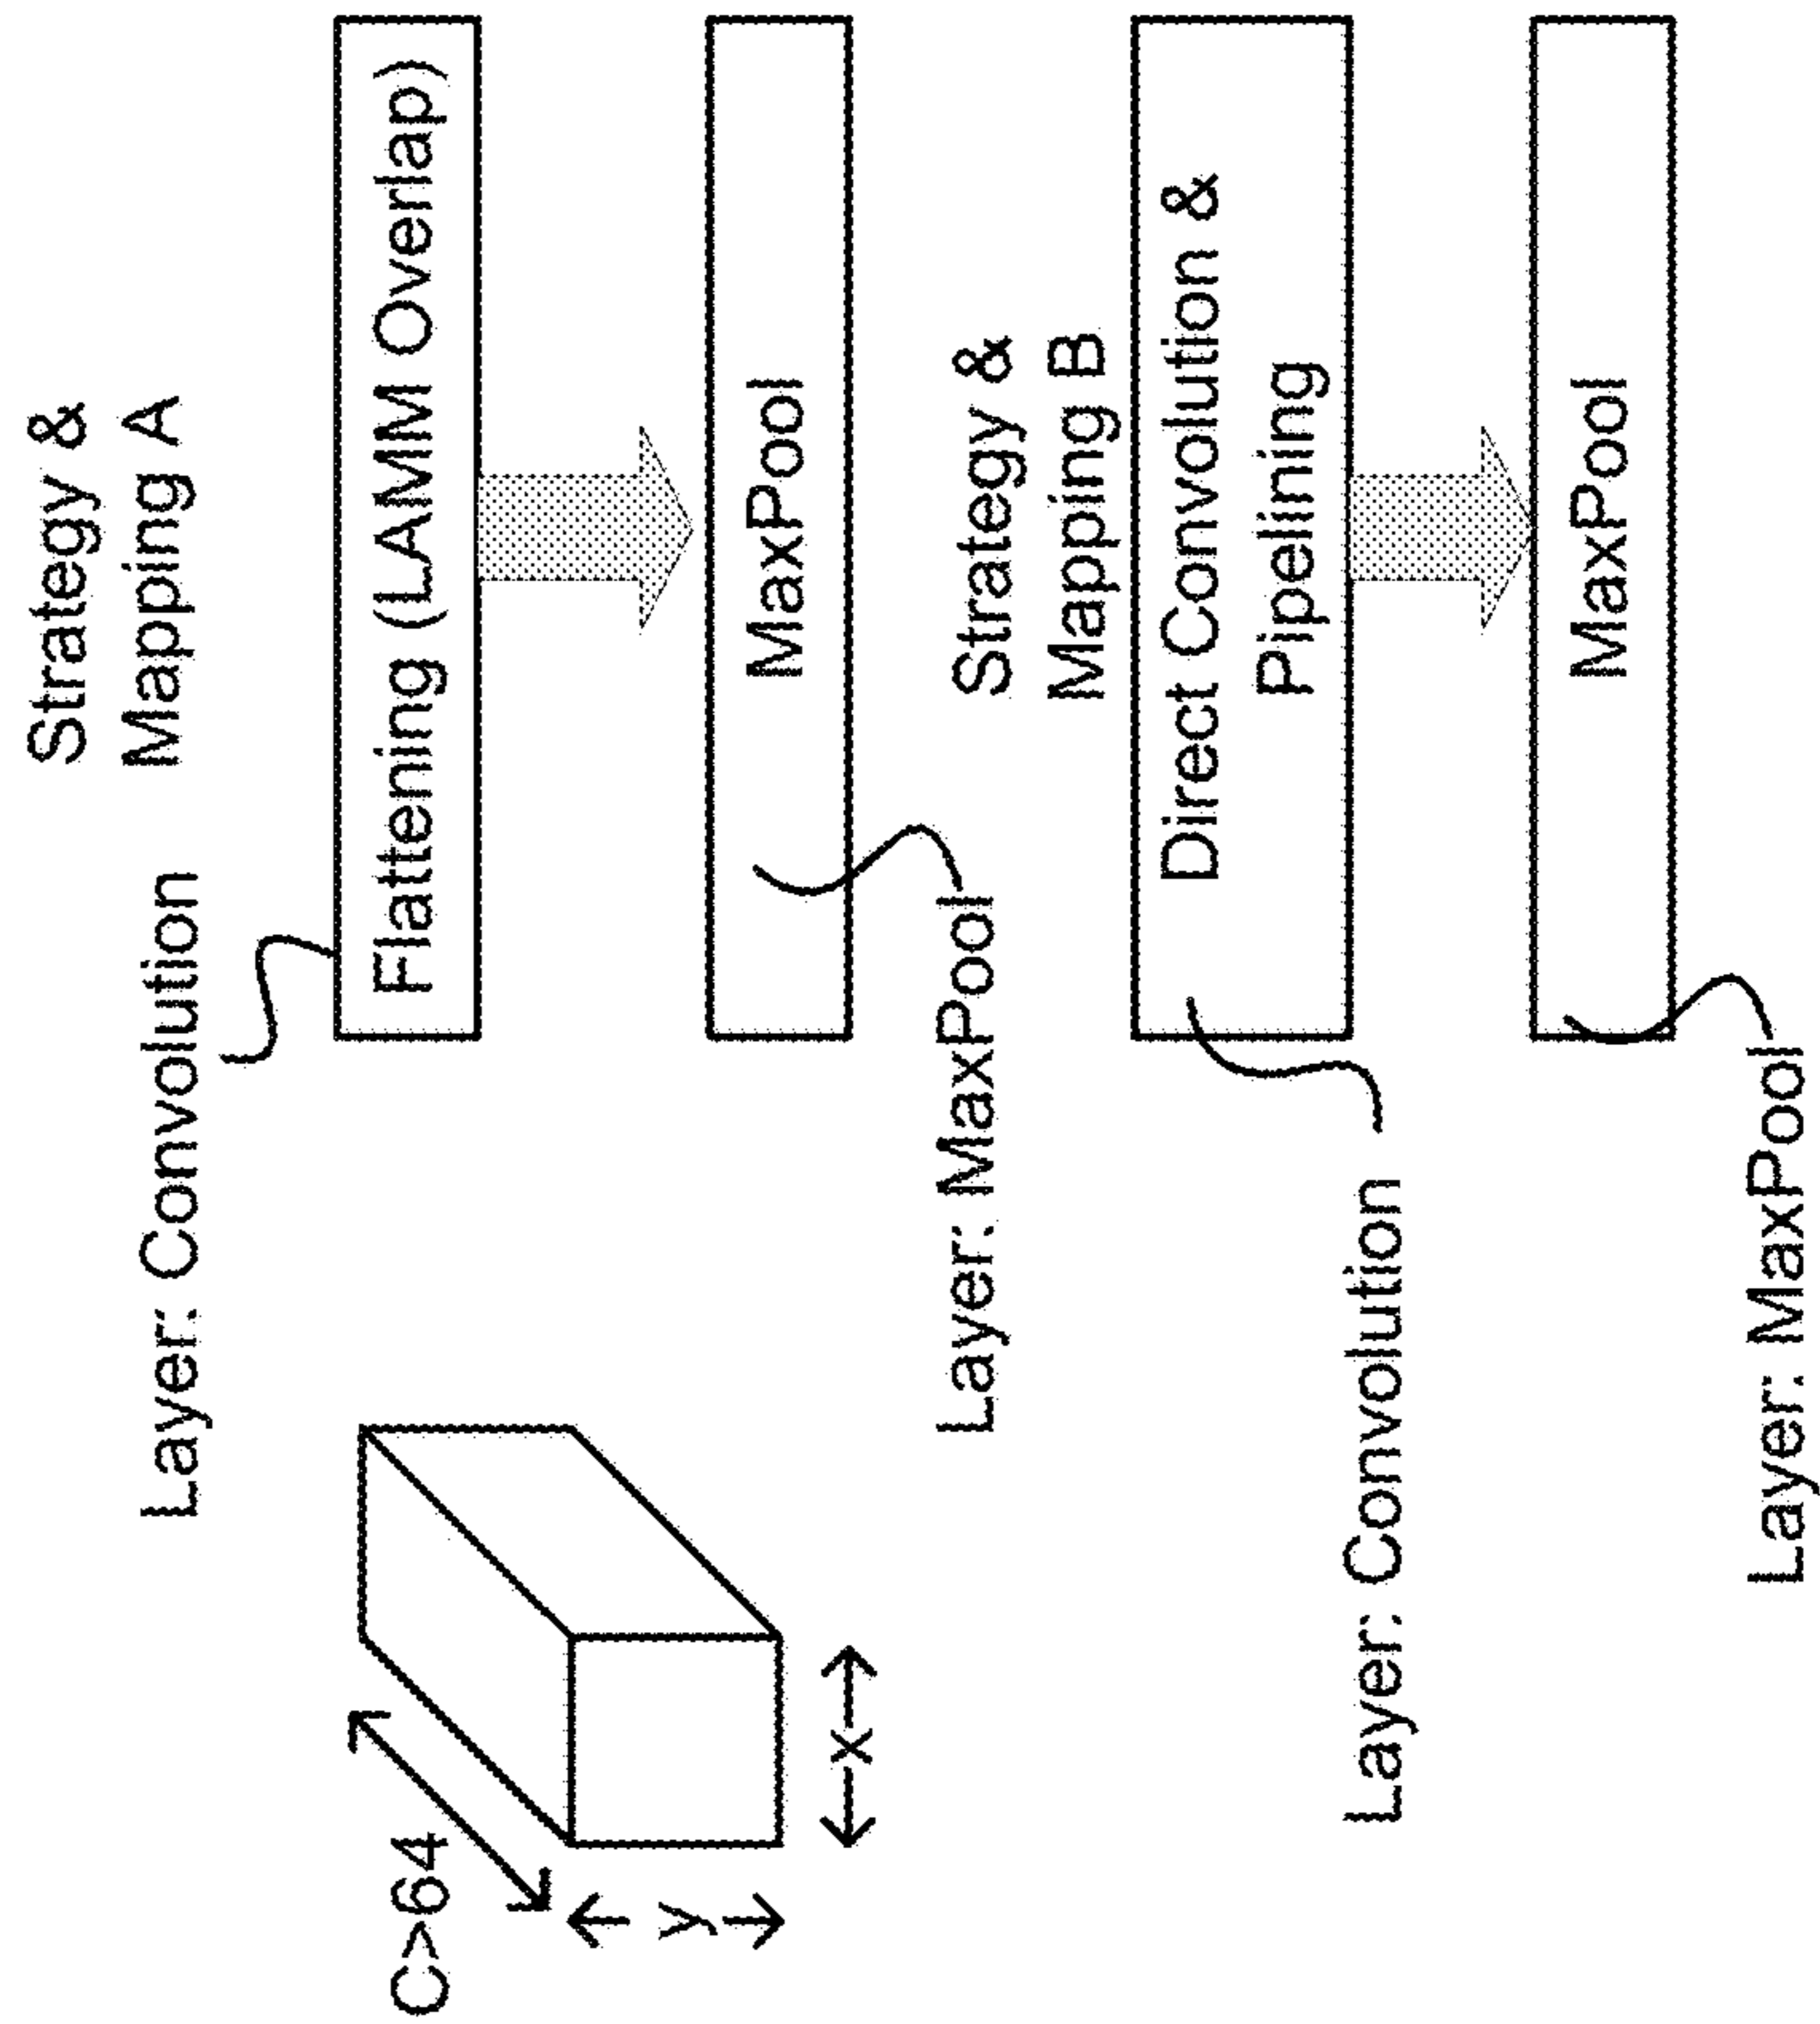 Strategy &
Mapping A
Layer: Convolution
Flattening (LAMM Overlap)
C>64
y
x
MaxPool
Layer: MaxPool
Strategy &
Mapping B
Direct Convolution &
Pipelining
Layer: Convolution
MaxPool
Layer: MaxPool